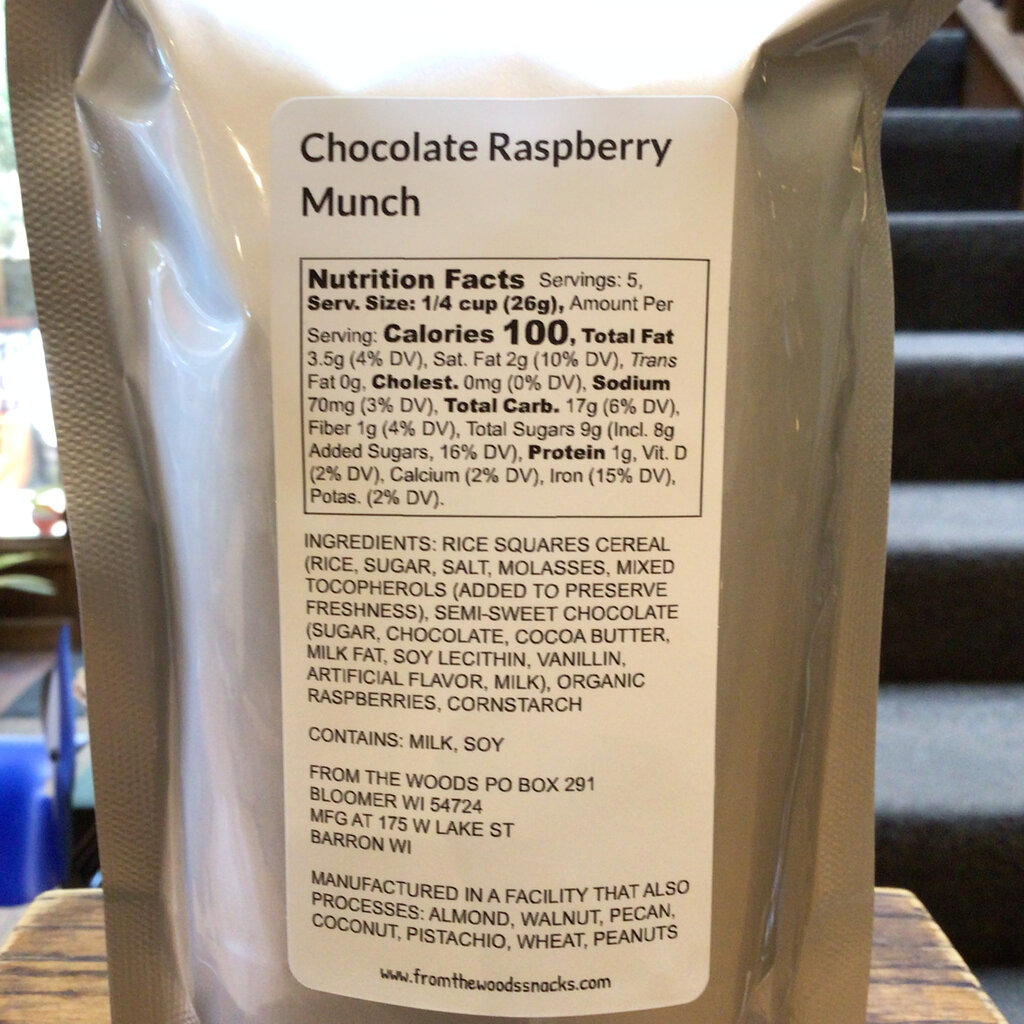 Chocolate Raspberry
Munch
Nutrition Facts Servings: 5,
Serv. Size: 1/4 cup (26g), Amount Per
Serving: Calories 100, Total Fat
3.5g (4% DV), Sat. Fat 2g (10% DV), Trans
Fat 0g, Cholest. 0mg (0% DV), Sodium
70mg (3% DV), Total Carb. 17g (6% DV),
Fiber 1g (4% DV), Total Sugars 9g (Incl. 8g
Added Sugars, 16% DV), Protein 1g, Vit. D
(2% DV), Calcium (2% DV), Iron (15% DV),
Potas. (2% DV).
INGREDIENTS: RICE SQUARES CEREAL
(RICE, SUGAR, SALT, MOLASSES, MIXED
TOCOPHEROLS (ADDED TO PRESERVE
FRESHNESS), SEMI-SWEET CHOCOLATE
(SUGAR, CHOCOLATE, COCOA BUTTER,
MILK FAT, SOY LECITHIN, VANILLIN,
ARTIFICIAL FLAVOR, MILK), ORGANIC
RASPBERRIES, CORNSTARCH
CONTAINS: MILK, SOY
FROM THE WOODS PO BOX 291
BLOOMER WI 54724
MFG AT 175 W LAKE ST
BARRON WI
MANUFACTURED IN A FACILITY THAT ALSO
PROCESSES: ALMOND, WALNUT, PECAN,
COCONUT, PISTACHIO, WHEAT, PEANUTS
www.fromthewoodssnacks.com